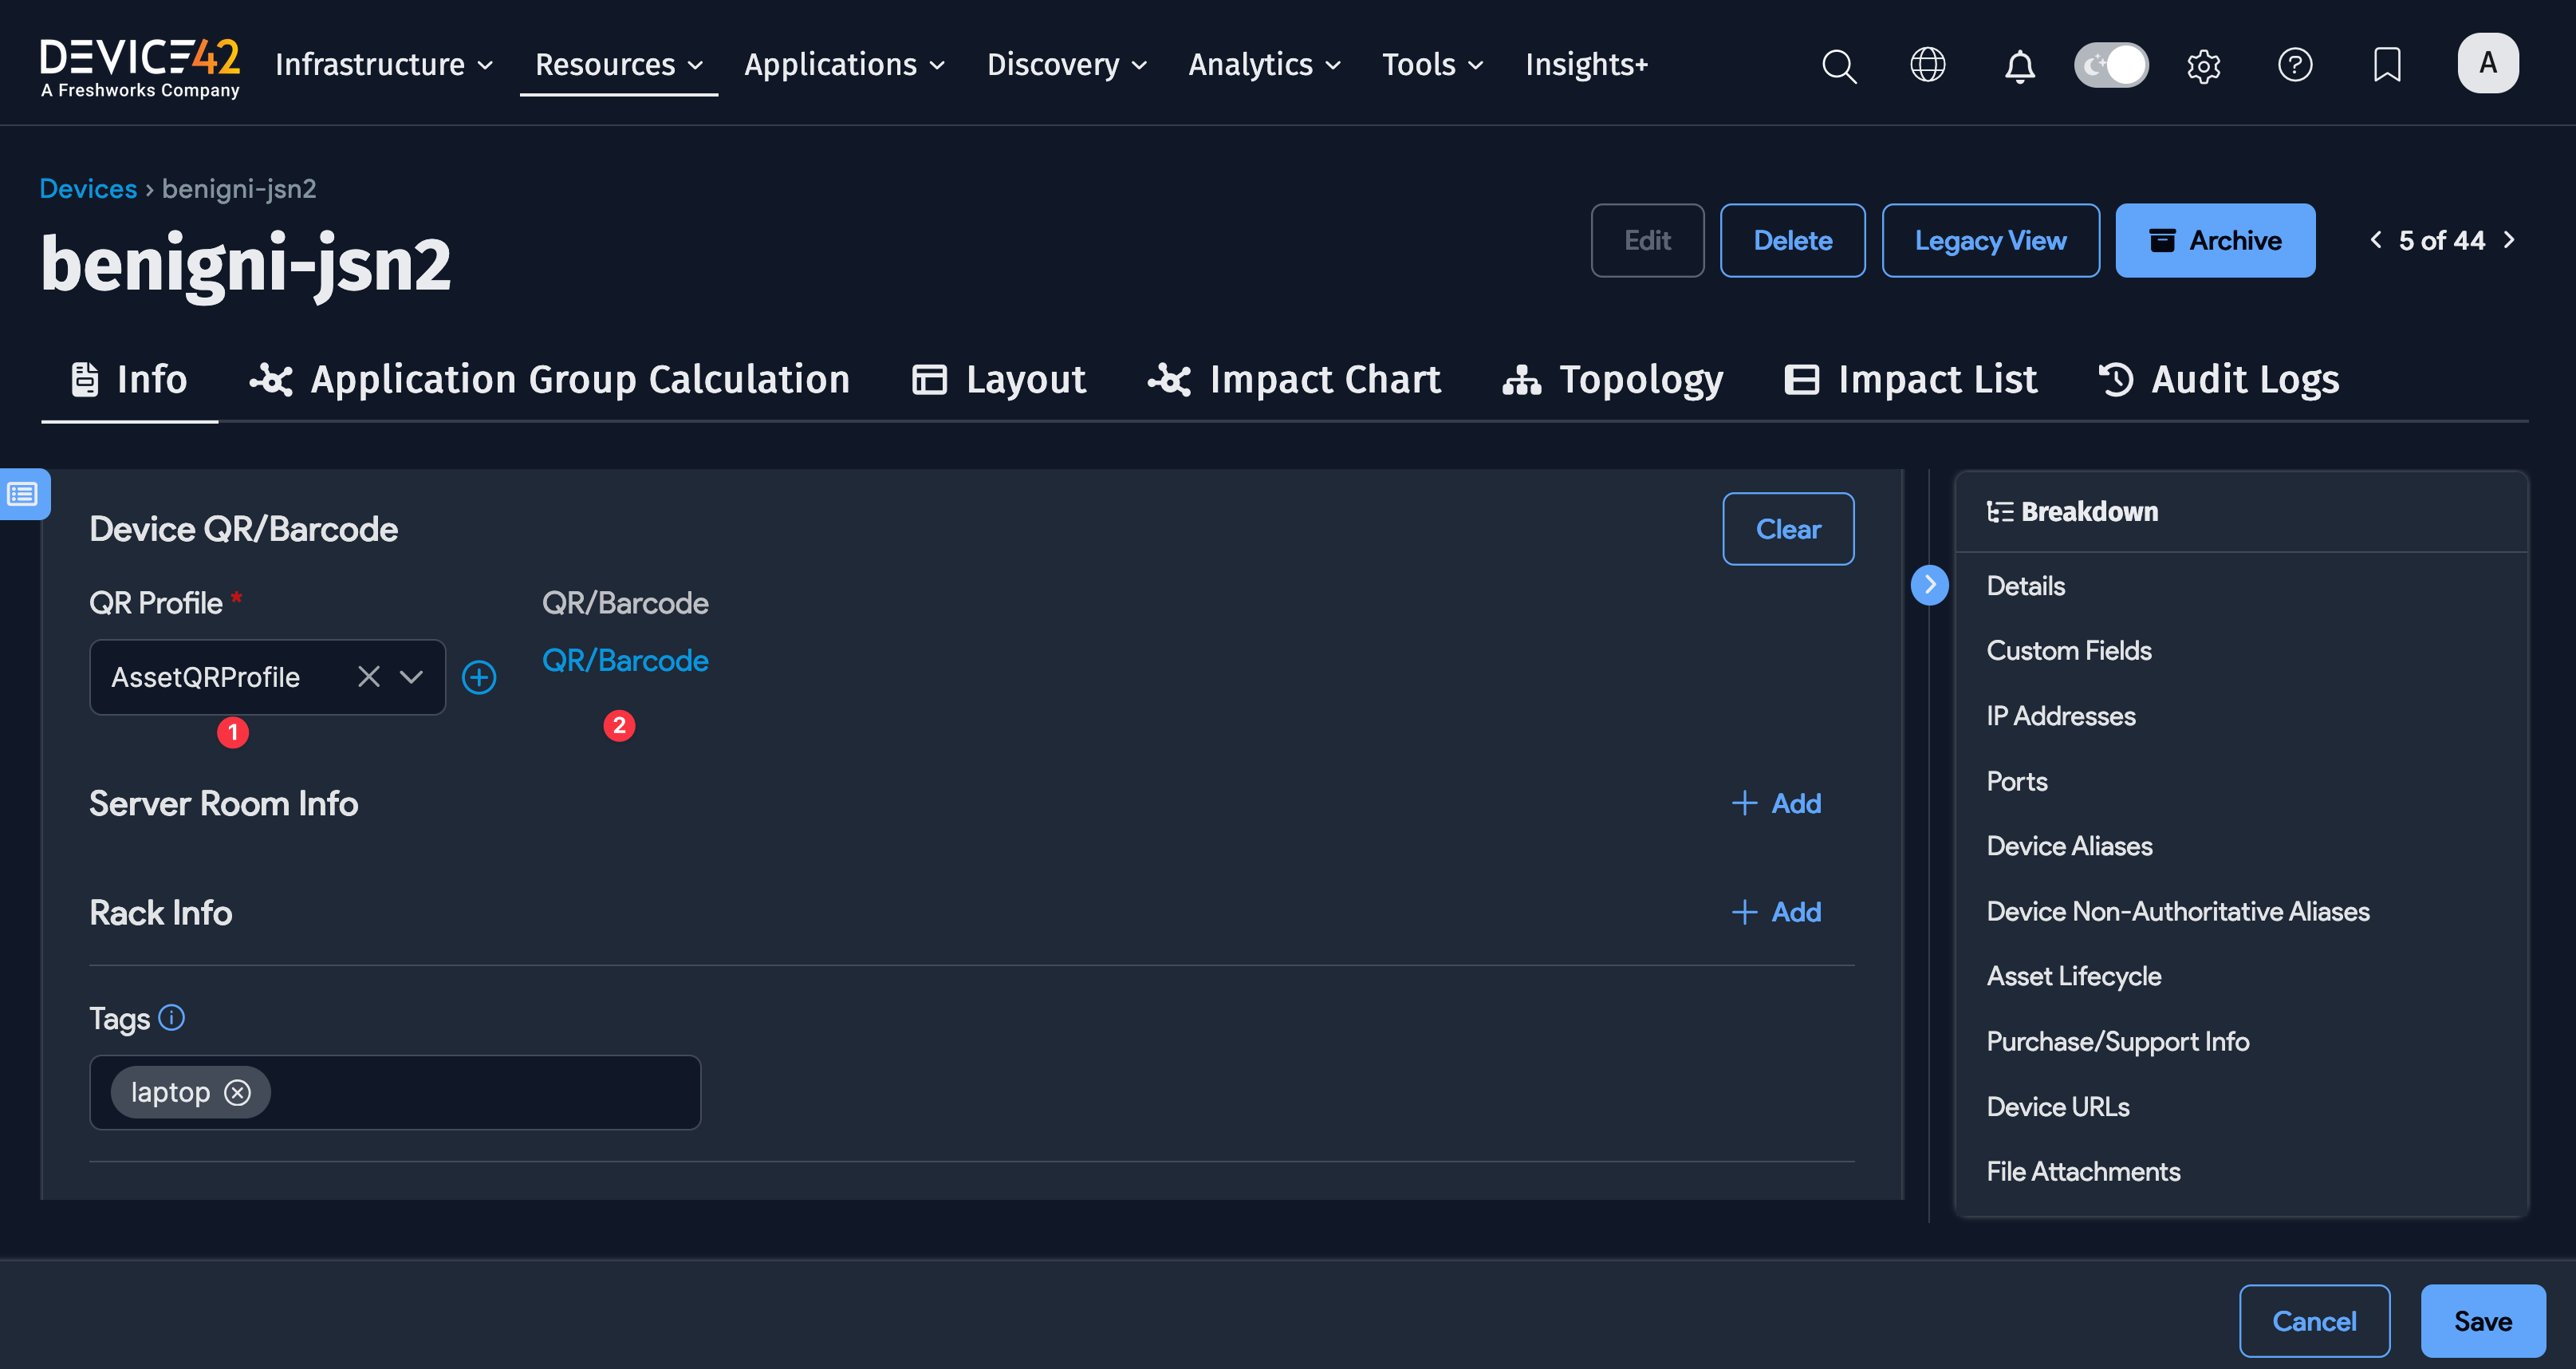 DEVICE42
A Freshworks Company
Infrastructure Resources Applications Discovery Analytics Tools Insights+
A
Devices › benigni-jsn2
benigni-jsn2
Edit Delete Legacy View Archive 5 of 44
Info Application Group Calculation Layout Impact Chart Topology Impact List Audit Logs
Device QR/Barcode
Clear
QR Profile *
QR/Barcode
AssetQRProfile
QR/Barcode
1
2
Server Room Info
+ Add
Rack Info
+ Add
Tags
laptop
Breakdown
Details
Custom Fields
IP Addresses
Ports
Device Aliases
Device Non-Authoritative Aliases
Asset Lifecycle
Purchase/Support Info
Device URLs
File Attachments
Cancel Save